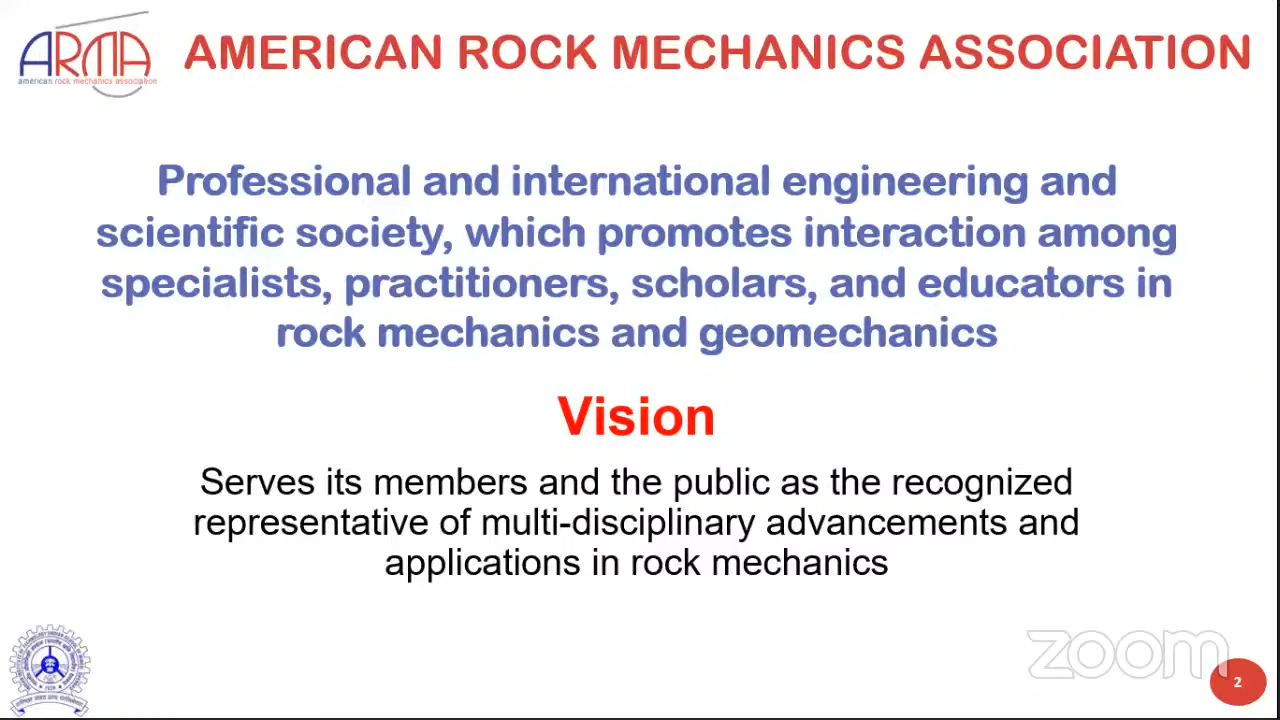 ARMA
american rock mechanics association
AMERICAN ROCK MECHANICS ASSOCIATION
Professional and international engineering and
scientific society, which promotes interaction among
specialists, practitioners, scholars, and educators in
rock mechanics and geomechanics
Vision
Serves its members and the public as the recognized
representative of multi-disciplinary advancements and
applications in rock mechanics
zoom
2